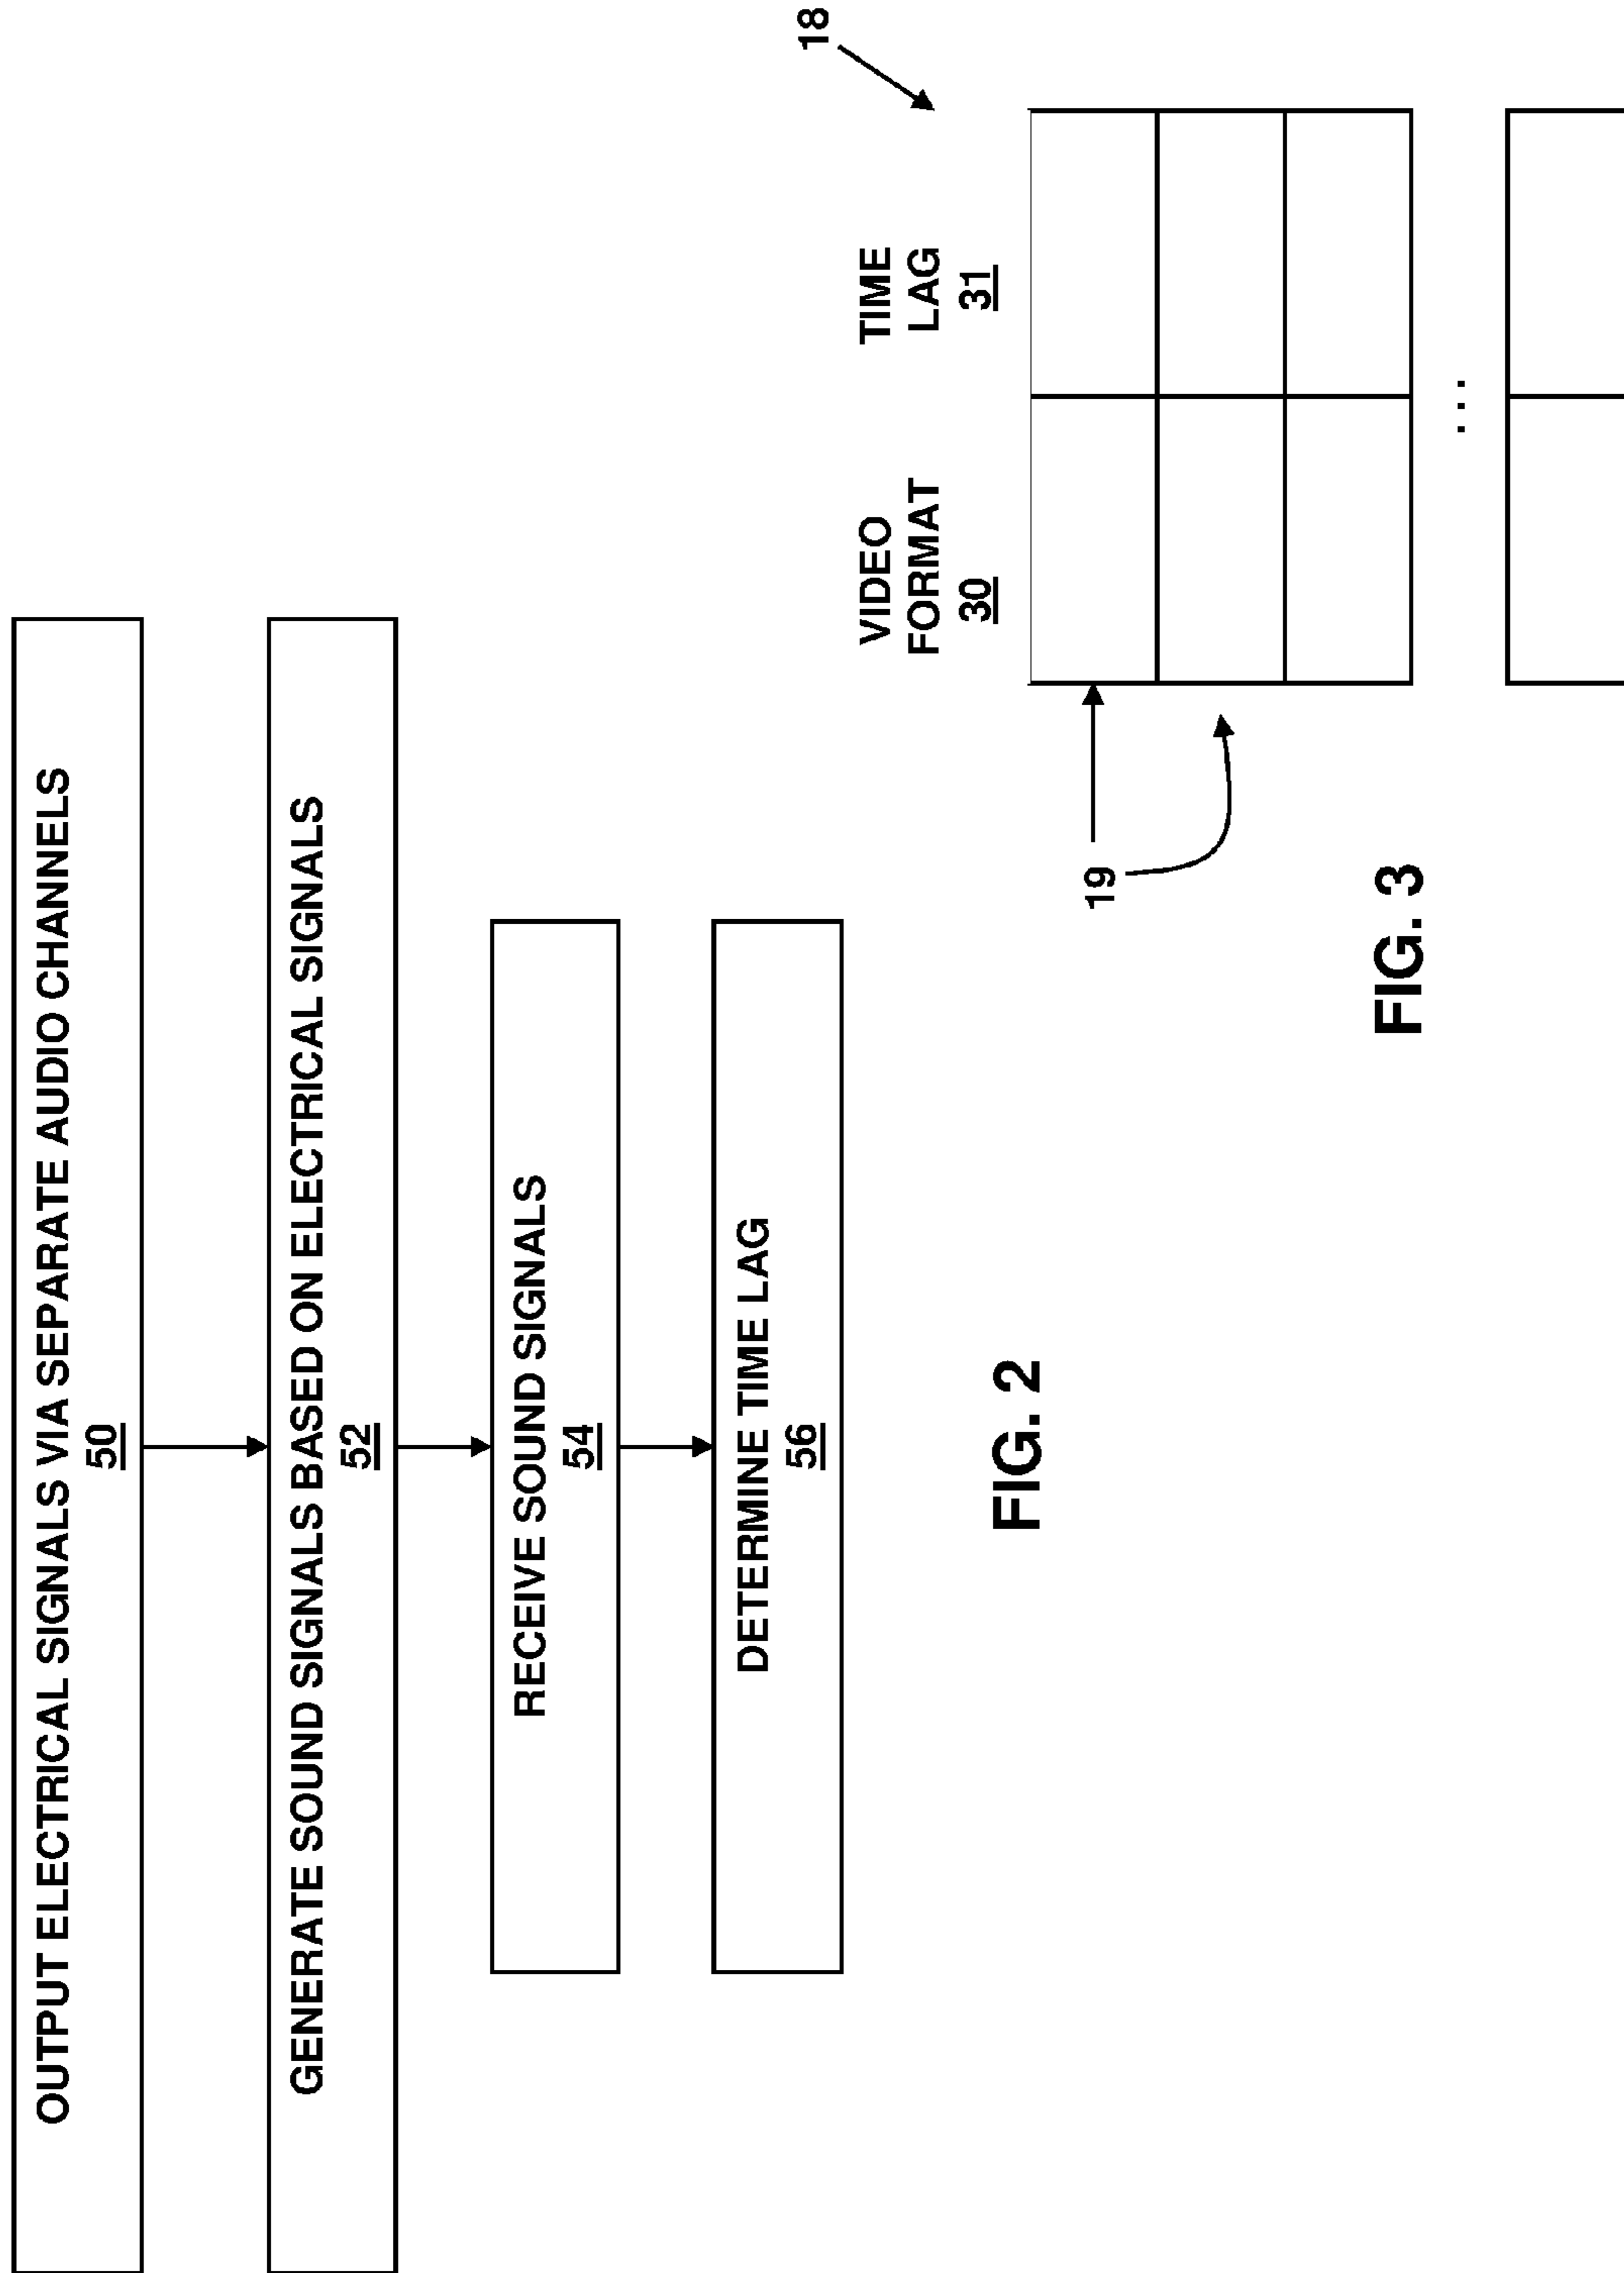 OUTPUT ELECTRICAL SIGNALS VIA SEPARATE AUDIO CHANNELS
50
GENERATE SOUND SIGNALS BASED ON ELECTRICAL SIGNALS
52
RECEIVE SOUND SIGNALS
54
DETERMINE TIME LAG
56
FIG. 2
18
VIDEO
FORMAT
30
TIME
LAG
31
19
...
FIG. 3